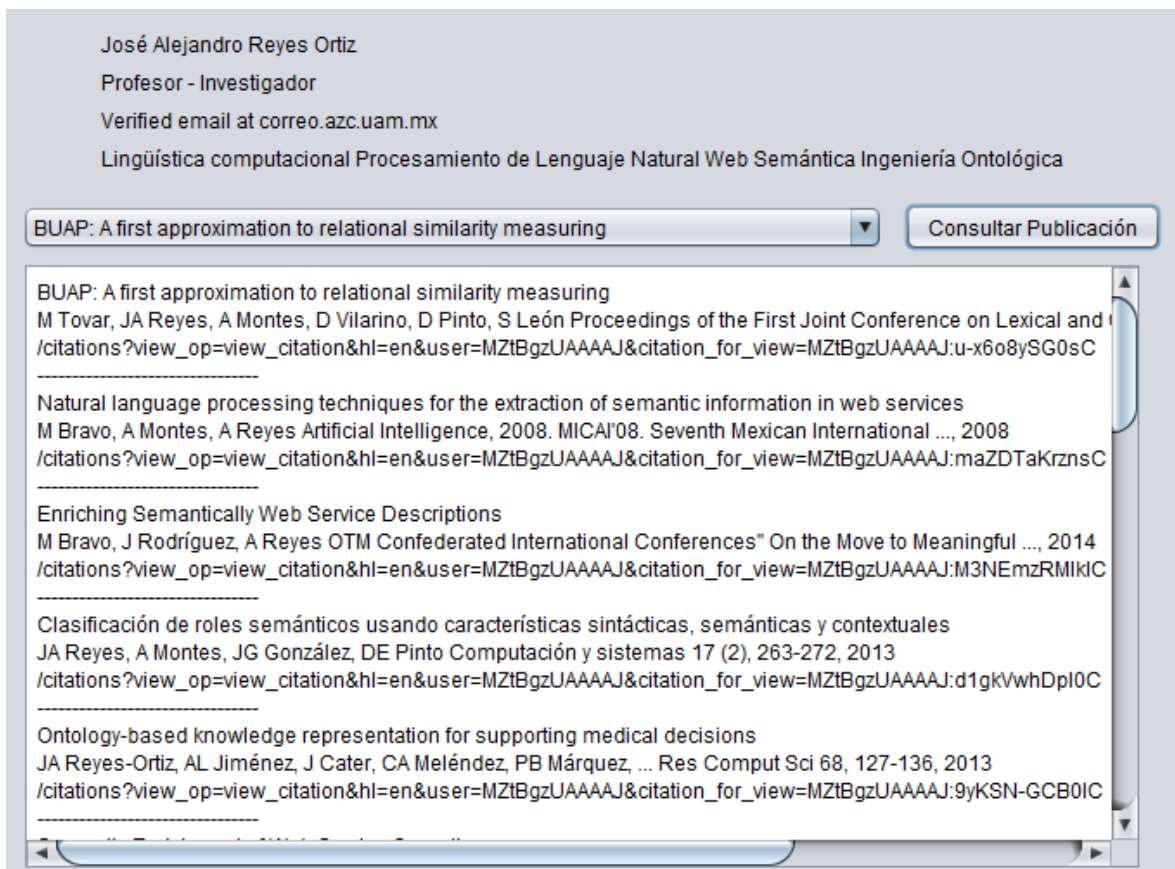 José Alejandro Reyes Ortiz
Profesor - Investigador
Verified email at correo.azc.uam.mx
Lingüística computacional Procesamiento de Lenguaje Natural Web Semántica Ingeniería Ontológica
BUAP: A first approximation to relational similarity measuring
Consultar Publicación
BUAP: A first approximation to relational similarity measuring
M Tovar, JA Reyes, A Montes, D Vilarino, D Pinto, S León Proceedings of the First Joint Conference on Lexical and
/citations?view_op=view_citation&hl=en&user=MZtBgzUAAAAJ&citation_for_view=MZtBgzUAAAAJ:u-x6o8ySG0sC
--------------------------------
Natural language processing techniques for the extraction of semantic information in web services
M Bravo, A Montes, A Reyes Artificial Intelligence, 2008. MICAI'08. Seventh Mexican International ..., 2008
/citations?view_op=view_citation&hl=en&user=MZtBgzUAAAAJ&citation_for_view=MZtBgzUAAAAJ:maZDTaKrznsC
--------------------------------
Enriching Semantically Web Service Descriptions
M Bravo, J Rodríguez, A Reyes OTM Confederated International Conferences" On the Move to Meaningful ..., 2014
/citations?view_op=view_citation&hl=en&user=MZtBgzUAAAAJ&citation_for_view=MZtBgzUAAAAJ:M3NEmzRMIkIC
--------------------------------
Clasificación de roles semánticos usando características sintácticas, semánticas y contextuales
JA Reyes, A Montes, JG González, DE Pinto Computación y sistemas 17 (2), 263-272, 2013
/citations?view_op=view_citation&hl=en&user=MZtBgzUAAAAJ&citation_for_view=MZtBgzUAAAAJ:d1gkVwhDpl0C
--------------------------------
Ontology-based knowledge representation for supporting medical decisions
JA Reyes-Ortiz, AL Jiménez, J Cater, CA Meléndez, PB Márquez, ... Res Comput Sci 68, 127-136, 2013
/citations?view_op=view_citation&hl=en&user=MZtBgzUAAAAJ&citation_for_view=MZtBgzUAAAAJ:9yKSN-GCB0IC
--------------------------------